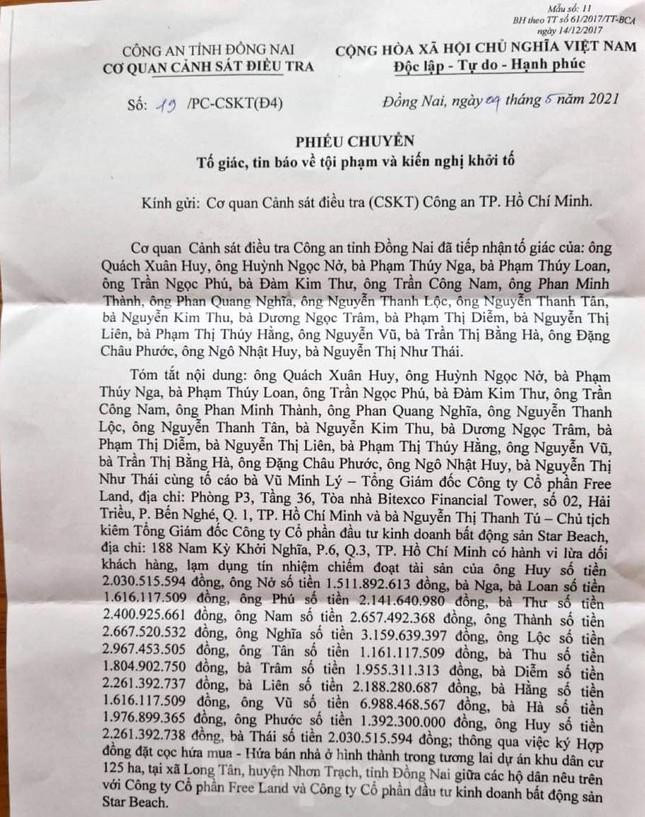 Mẫu số: 11
BH theo TT số 61/2017/TT-BCA
ngày 14/12/2017
CÔNG AN TỈNH ĐỒNG NAI
CƠ QUAN CẢNH SÁT ĐIỀU TRA
CỘNG HÒA XÃ HỘI CHỦ NGHĨA VIỆT NAM
Độc lập - Tự do - Hạnh phúc
Số: 19 /PC-CSKT(Đ4)
Đồng Nai, ngày 09 tháng 5 năm 2021
PHIẾU CHUYỂN
Tố giác, tin báo về tội phạm và kiến nghị khởi tố
Kính gửi: Cơ quan Cảnh sát điều tra (CSKT) Công an TP. Hồ Chí Minh.
Cơ quan Cảnh sát điều tra Công an tỉnh Đồng Nai đã tiếp nhận tố giác của: ông
Quách Xuân Huy, ông Huỳnh Ngọc Nở, bà Phạm Thúy Nga, bà Phạm Thúy Loan,
ông Trần Ngọc Phú, bà Đàm Kim Thư, ông Trần Công Nam, ông Phan Minh
Thành, ông Phan Quang Nghĩa, ông Nguyễn Thanh Lộc, ông Nguyễn Thanh Tân,
bà Nguyễn Kim Thu, bà Dương Ngọc Trâm, bà Phạm Thị Diễm, bà Nguyễn Thị
Liên, bà Phạm Thị Thúy Hằng, ông Nguyễn Vũ, bà Trần Thị Bằng Hà, ông Đặng
Châu Phước, ông Ngô Nhật Huy, bà Nguyễn Thị Như Thái.
Tóm tắt nội dung: ông Quách Xuân Huy, ông Huỳnh Ngọc Nở, bà Phạm
Thúy Nga, bà Phạm Thúy Loan, ông Trần Ngọc Phú, bà Đàm Kim Thư, ông Trần
Công Nam, ông Phan Minh Thành, ông Phan Quang Nghĩa, ông Nguyễn Thanh
Lộc, ông Nguyễn Thanh Tân, bà Nguyễn Kim Thu, bà Dương Ngọc Trâm, bà
Phạm Thị Diễm, bà Nguyễn Thị Liên, bà Phạm Thị Thúy Hằng, ông Nguyễn Vũ,
bà Trần Thị Bằng Hà, ông Đặng Châu Phước, ông Ngô Nhật Huy, bà Nguyễn Thị
Như Thái cùng tố cáo bà Vũ Minh Lý – Tổng Giám đốc Công ty Cổ phần Free
Land, địa chỉ: Phòng P3, Tầng 36, Tòa nhà Bitexco Financial Tower, số 02, Hải
Triều, P. Bến Nghé, Q. 1, TP. Hồ Chí Minh và bà Nguyễn Thị Thanh Tú – Chủ tịch
kiêm Tổng Giám đốc Công ty Cổ phần đầu tư kinh doanh bất động sản Star Beach,
địa chỉ: 188 Nam Kỳ Khởi Nghĩa, P.6, Q.3, TP. Hồ Chí Minh có hành vi lừa dối
khách hàng, lạm dụng tín nhiệm chiếm đoạt tài sản của ông Huy số tiền
2.030.515.594 đồng, ông Nở số tiền 1.511.892.613 đồng, bà Nga, bà Loan số tiền
1.616.117.509 đồng, ông Phú số tiền 2.141.640.980 đồng, bà Thư số tiền
2.400.925.661 đồng, ông Nam số tiền 2.657.492.368 đồng, ông Thành số tiền
2.667.520.532 đồng, ông Nghĩa số tiền 3.159.639.397 đồng, ông Lộc số tiền
2.967.453.505 đồng, ông Tân số tiền 1.161.117.509 đồng, bà Thu số tiền
1.804.902.750 đồng, bà Trâm số tiền 1.955.311.313 đồng, bà Diễm số tiền
2.261.392.737 đồng, bà Liên số tiền 2.188.280.687 đồng, bà Hằng số tiền
1.616.117.509 đồng, ông Vũ số tiền 6.988.468.567 đồng, bà Hà số tiền
1.976.899.365 đồng, ông Phước số tiền 1.392.300.000 đồng, ông Huy số tiền
2.261.392.738 đồng, bà Thái số tiền 2.030.515.594 đồng; thông qua việc ký Hợp
đồng đặt cọc hứa mua - Hứa bán nhà ở hình thành trong tương lai dự án khu dân cư
125 ha, tại xã Long Tân, huyện Nhơn Trạch, tỉnh Đồng Nai giữa các hộ dân nêu trên
với Công ty Cổ phần Free Land và Công ty Cổ phần đầu tư kinh doanh bất động sản
Star Beach.